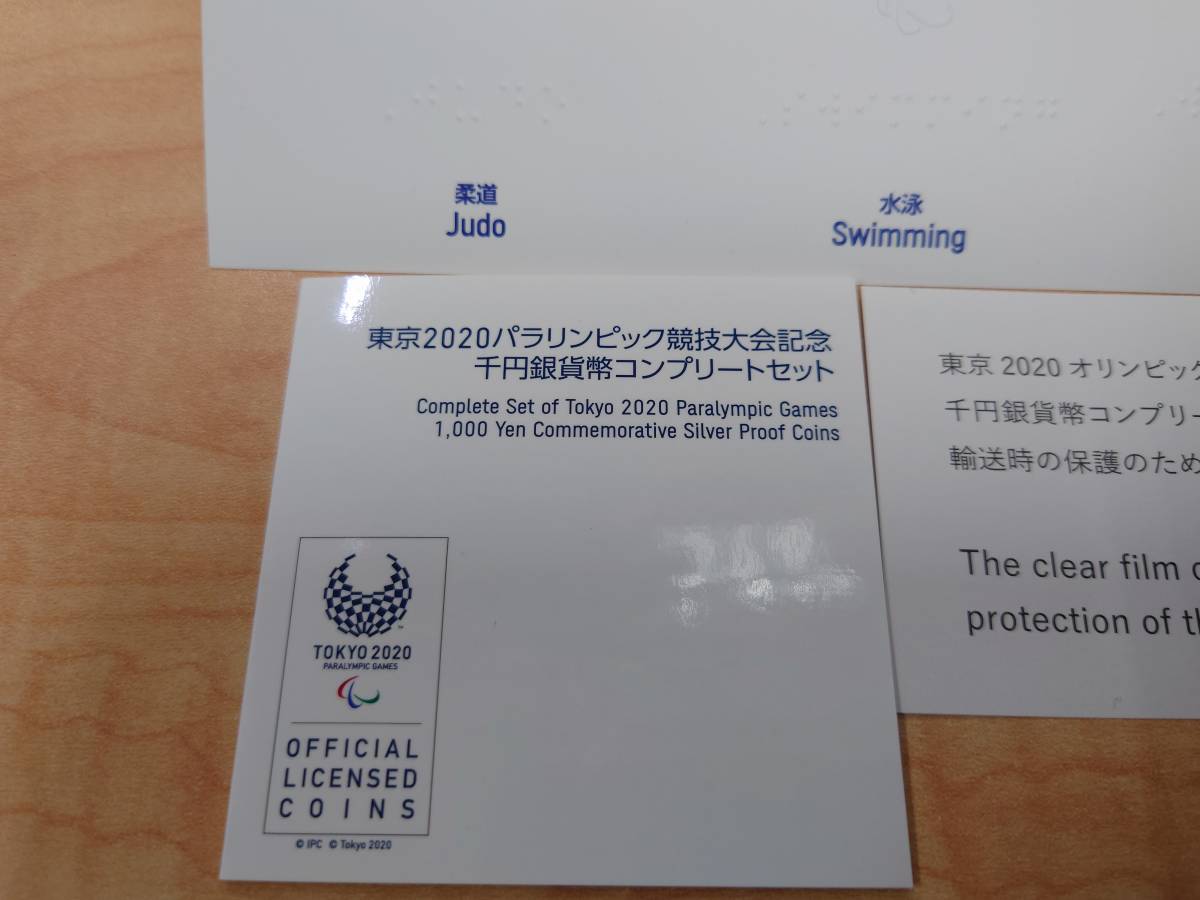 柔道
Judo
水泳
Swimming
東京2020パラリンピック競技大会記念
千円銀貨幣コンプリートセット
Complete Set of Tokyo 2020 Paralympic Games
1,000 Yen Commemorative Silver Proof Coins
TM
TOKYO 2020
PARALYMPIC GAMES
OFFICIAL
LICENSED
COINS
© IPC © Tokyo 2020
東京 2020 オリンピック
千円銀貨幣コンプリー
輸送時の保護のため
The clear film
protection of